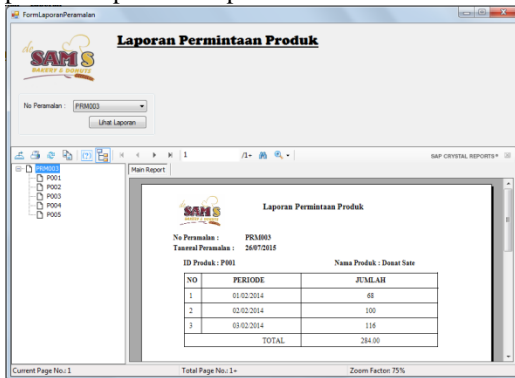 FormLaporanPeramalan
Laporan Permintaan Produk
de
SAM'S
BAKERY & DONUTS
No Peramalan : PRM003
Lihat Laporan
1 /1+ SAP CRYSTAL REPORTS
PRM003
P001
P002
P003
P004
P005
Main Report
SAM'S
Laporan Permintaan Produk
No Peramalan : PRM003
Tanggal Peramalan : 26/07/2015
ID Produk : P001 Nama Produk : Donat Sate
NO PERIODE JUMLAH
1 01/02/2014 68
2 02/02/2014 100
3 03/02/2014 116
TOTAL 284.00
Current Page No.: 1 Total Page No.: 1+ Zoom Factor: 75%